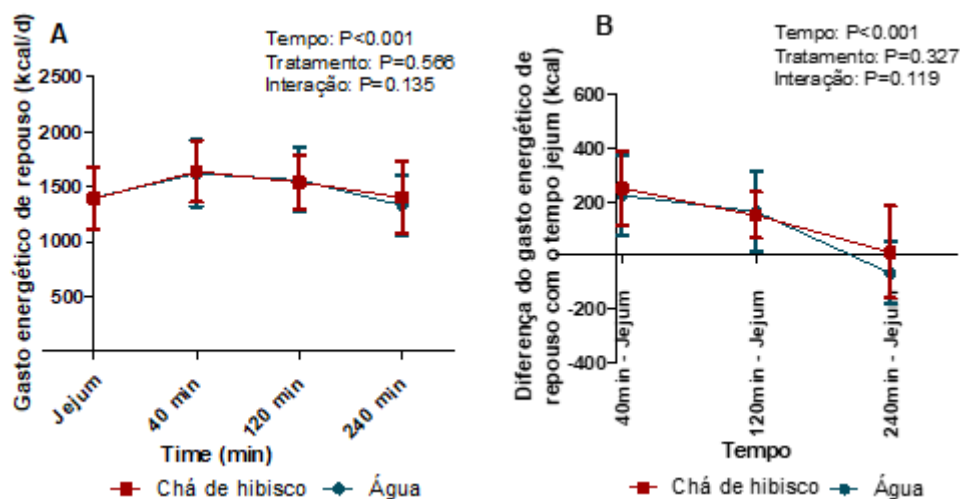 A
Tempo: P<0.001
Tratamento: P=0.566
Interação: P=0.135
Gasto energético de repouso (kcal/d)
2500
2000
1500
1000
500
Jejum
40 min
120 min
240 min
Time (min)
Chá de hibisco
Água
B
Tempo: P<0.001
Tratamento: P=0.327
Interação: P=0.119
Diferença do gasto energético de
repouso com o tempo jejum (kcal)
600
400
200
0
-200
-400
40min - Jejum
120min - Jejum
240min - Jejum
Tempo
Chá de hibisco
Água